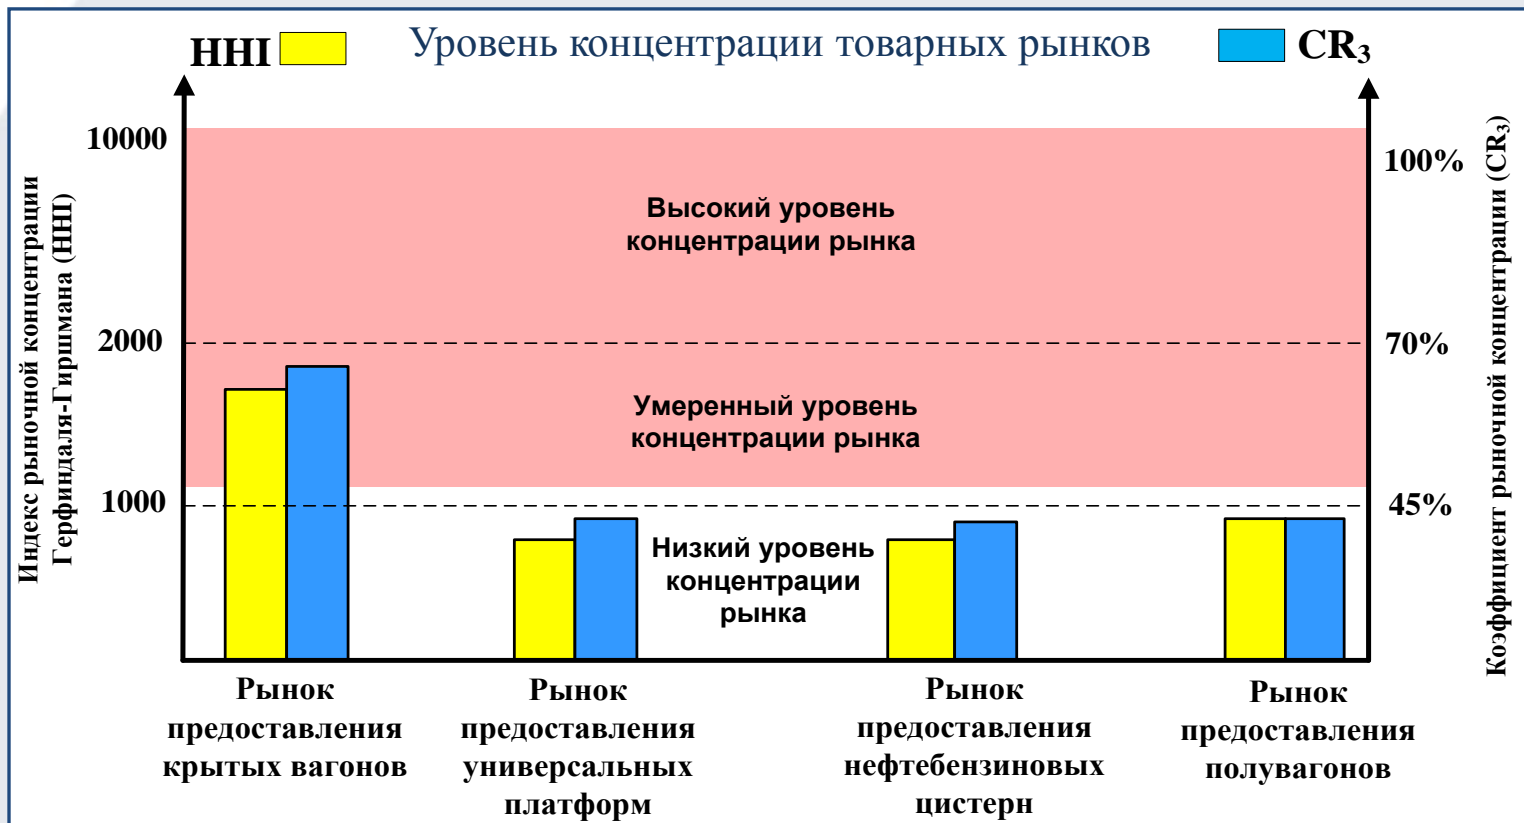 Уровень концентрации товарных рынков
HHI
CR₃
Индекс рыночной концентрации
Герфиндаля-Гиршмана (HHI)
10000
2000
1000
100%
70%
45%
Коэффициент рыночной концентрации (CR₃)
Высокий уровень
концентрации рынка
Умеренный уровень
концентрации рынка
Низкий уровень
концентрации
рынка
Рынок
предоставления
крытых вагонов
Рынок
предоставления
универсальных
платформ
Рынок
предоставления
нефтебензиновых
цистерн
Рынок
предоставления
полувагонов